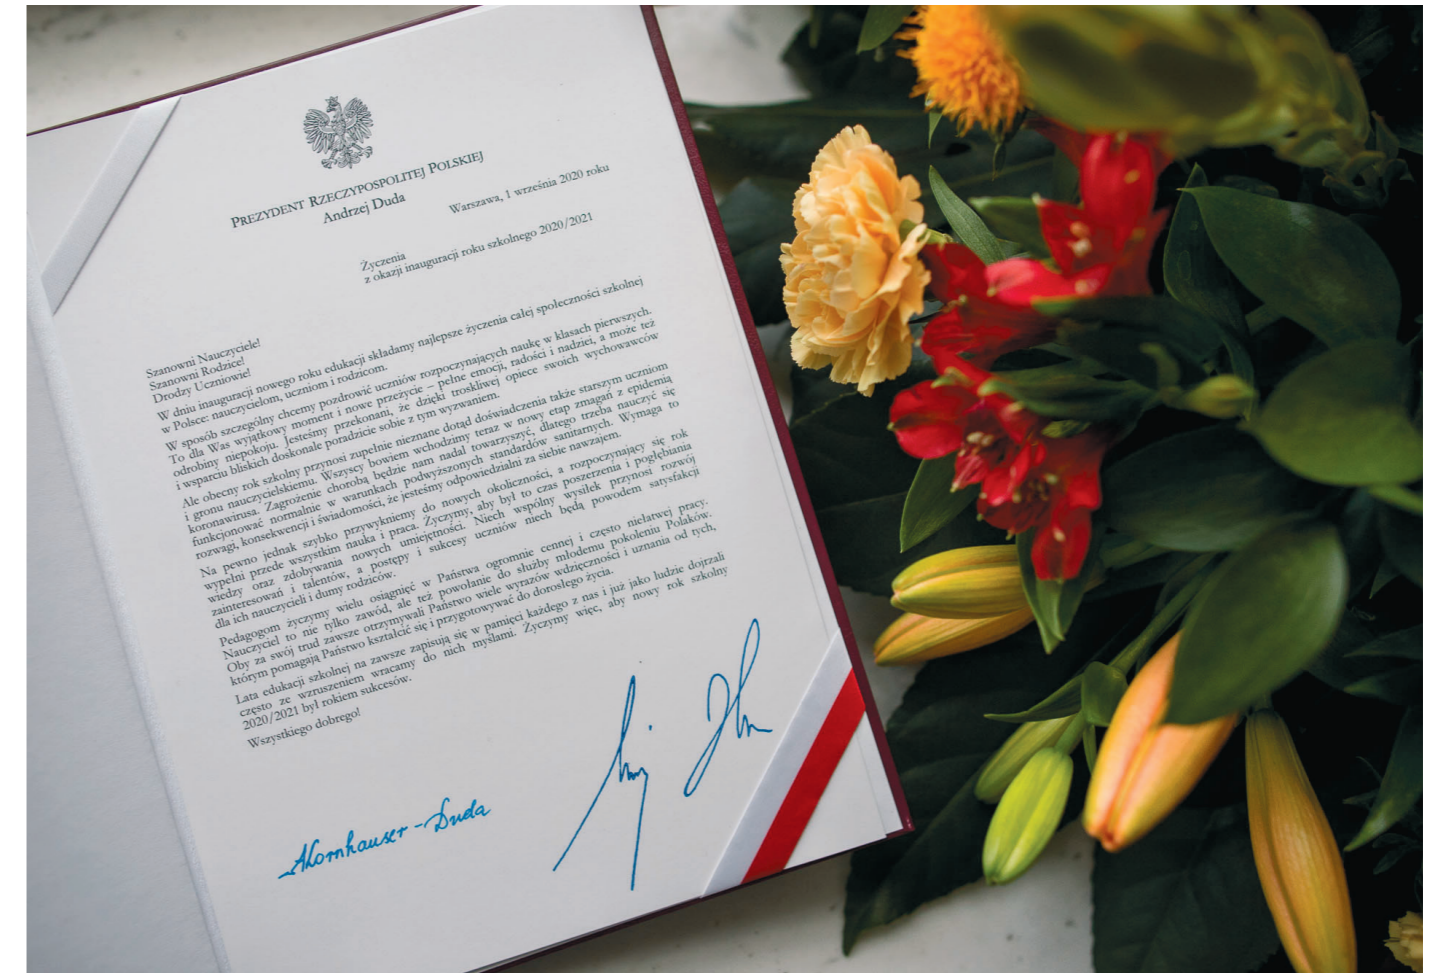 PREZYDENT RZECZYPOSPOLITEJ POLSKIEJ
Andrzej Duda
Warszawa, 1 września 2020 roku
Życzenia
z okazji inauguracji roku szkolnego 2020/2021
Szanowni Nauczyciele!
Szanowni Rodzice!
Drodzy Uczniowie!
W dniu inauguracji nowego roku edukacji składamy najlepsze życzenia całej społeczności szkolnej
w Polsce: nauczycielom, uczniom i rodzicom.
W sposób szczególny chcemy pozdrowić uczniów rozpoczynających naukę w klasach pierwszych.
To dla Was wyjątkowy moment i nowe przeżycie – pełne emocji, radości i nadziei, a może też
odrobiny niepokoju. Jesteśmy przekonani, że dzięki troskliwej opiece swoich wychowawców
i wsparciu bliskich doskonale poradzicie sobie z tym wyzwaniem.
Ale obecny rok szkolny przynosi zupełnie nieznane dotąd doświadczenia także starszym uczniom
i gronu nauczycielskiemu. Wszyscy bowiem wchodzimy teraz w nowy etap zmagań z epidemią
koronawirusa. Zagrożenie chorobą będzie nam nadal towarzyszyć, dlatego trzeba nauczyć się
funkcjonować normalnie w warunkach podwyższonych standardów sanitarnych. Wymaga to
rozwagi, konsekwencji i świadomości, że jesteśmy odpowiedzialni za siebie nawzajem.
Na pewno jednak szybko przywykniemy do nowych okoliczności, a rozpoczynający się rok
wypełni przede wszystkim nauka i praca. Życzymy, aby był to czas poszerzenia i pogłębiania
wiedzy oraz zdobywania nowych umiejętności. Niech wspólny wysiłek przynosi rozwój
zainteresowań i talentów, a postępy i sukcesy uczniów niech będą powodem satysfakcji
dla ich nauczycieli i dumy rodziców.
Pedagogom życzymy wielu osiągnięć w Państwa ogromnie cennej i często niełatwej pracy.
Nauczyciel to nie tylko zawód, ale też powołanie do służby młodemu pokoleniu Polaków.
Oby za swój trud zawsze otrzymywali Państwo wiele wyrazów wdzięczności i uznania od tych,
którym pomagają Państwo kształcić się i przygotowywać do dorosłego życia.
Lata edukacji szkolnej na zawsze zapisują się w pamięci każdego z nas i już jako ludzie dojrzali
często ze wzruszeniem wracamy do nich myślami. Życzymy więc, aby nowy rok szkolny
2020/2021 był rokiem sukcesów.
Wszystkiego dobrego!
AKornhauser-Duda